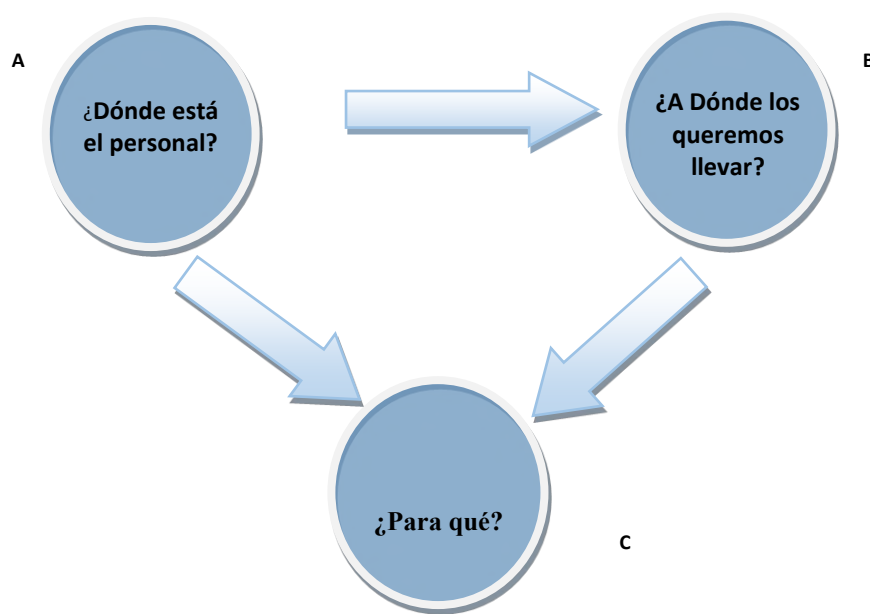 A
¿Dónde está
el personal?
¿A Dónde los
queremos
llevar?
B
¿Para qué?
C